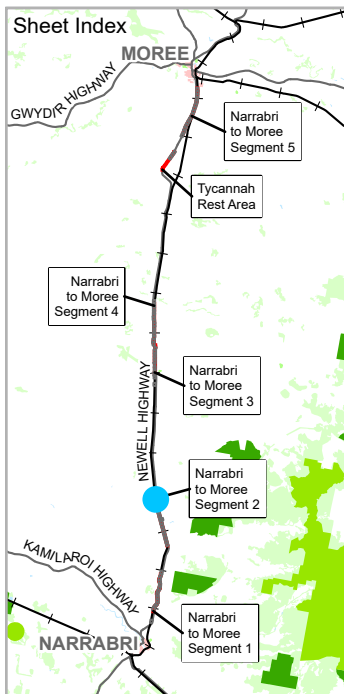 Sheet Index
MOREE
GWYDIR HIGHWAY
Narrabri
to Moree
Segment 5
Tycannah
Rest Area
Narrabri
to Moree
Segment 4
Narrabri
to Moree
Segment 3
NEWELL HIGHWAY
Narrabri
to Moree
Segment 2
KAMILAROI HIGHWAY
Narrabri
to Moree
Segment 1
NARRABRI